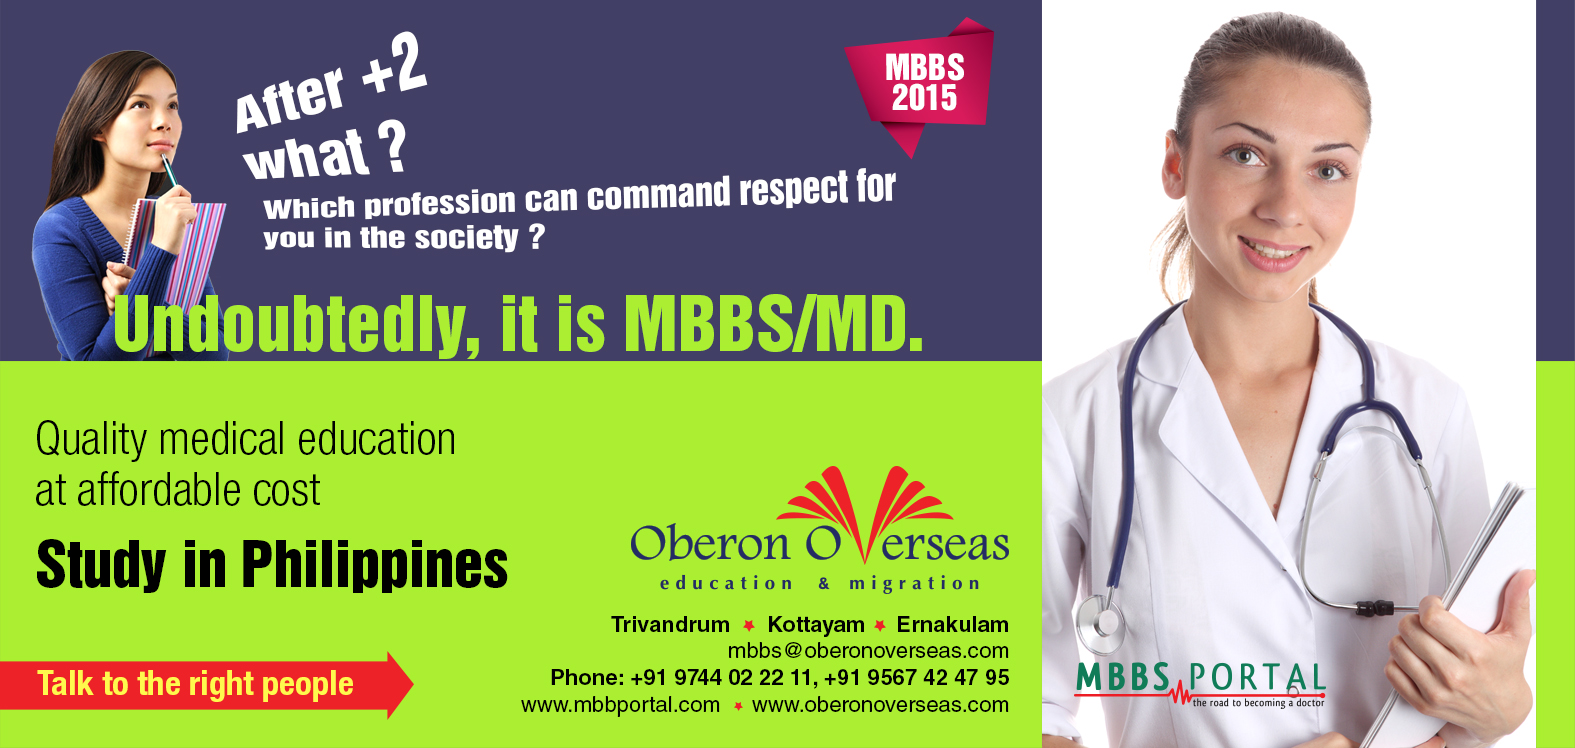 After +2
what ?
Which profession can command respect for
you in the society ?
MBBS
2015
Undoubtedly, it is MBBS/MD.
Quality medical education
at affordable cost
Study in Philippines
Talk to the right people
Oberon Overseas
education & migration
Trivandrum ★ Kottayam ★ Ernakulam
mbbs@oberonoverseas.com
Phone: +91 9744 02 22 11, +91 9567 42 47 95
www.mbbportal.com ★ www.oberonoverseas.com
MBBS PORTAL
the road to becoming a doctor